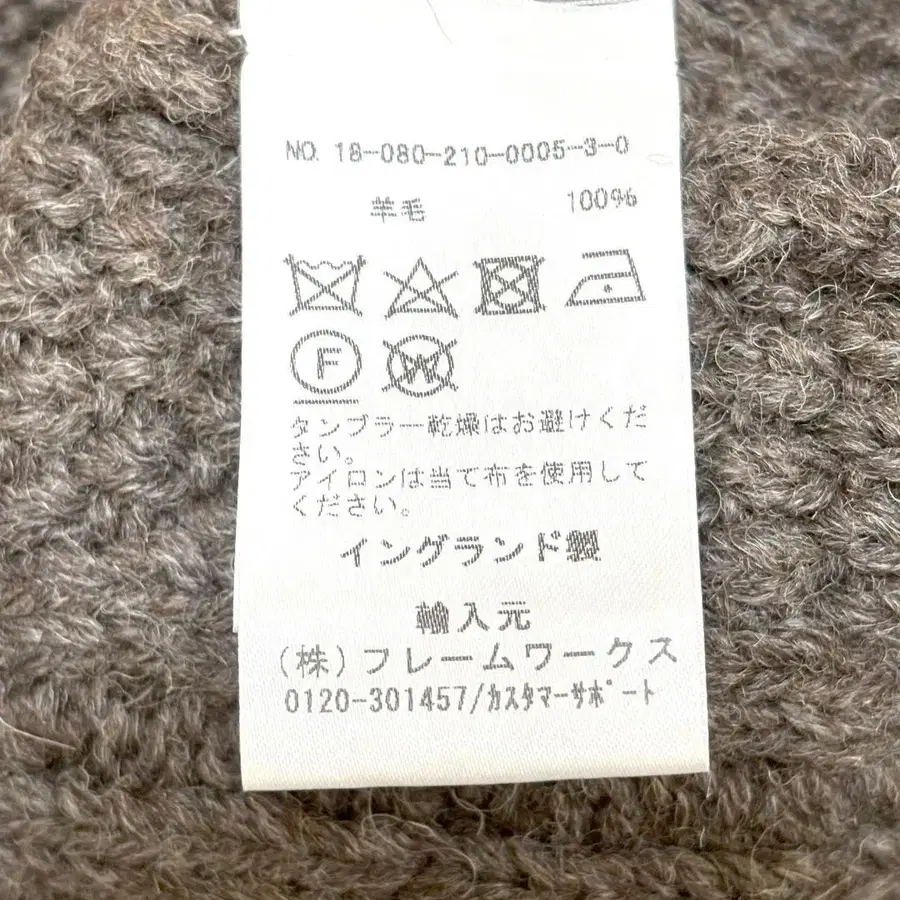 NO. 18-080-210-0005-3-0
羊毛 100%
F W
タンブラー乾燥はお避けくだ
さい。
アイロンは当て布を使用して
ください。
イングランド製
輸入元
(株)フレームワークス
0120-301457/ｶｽﾀﾏｰｻﾎﾟｰﾄ